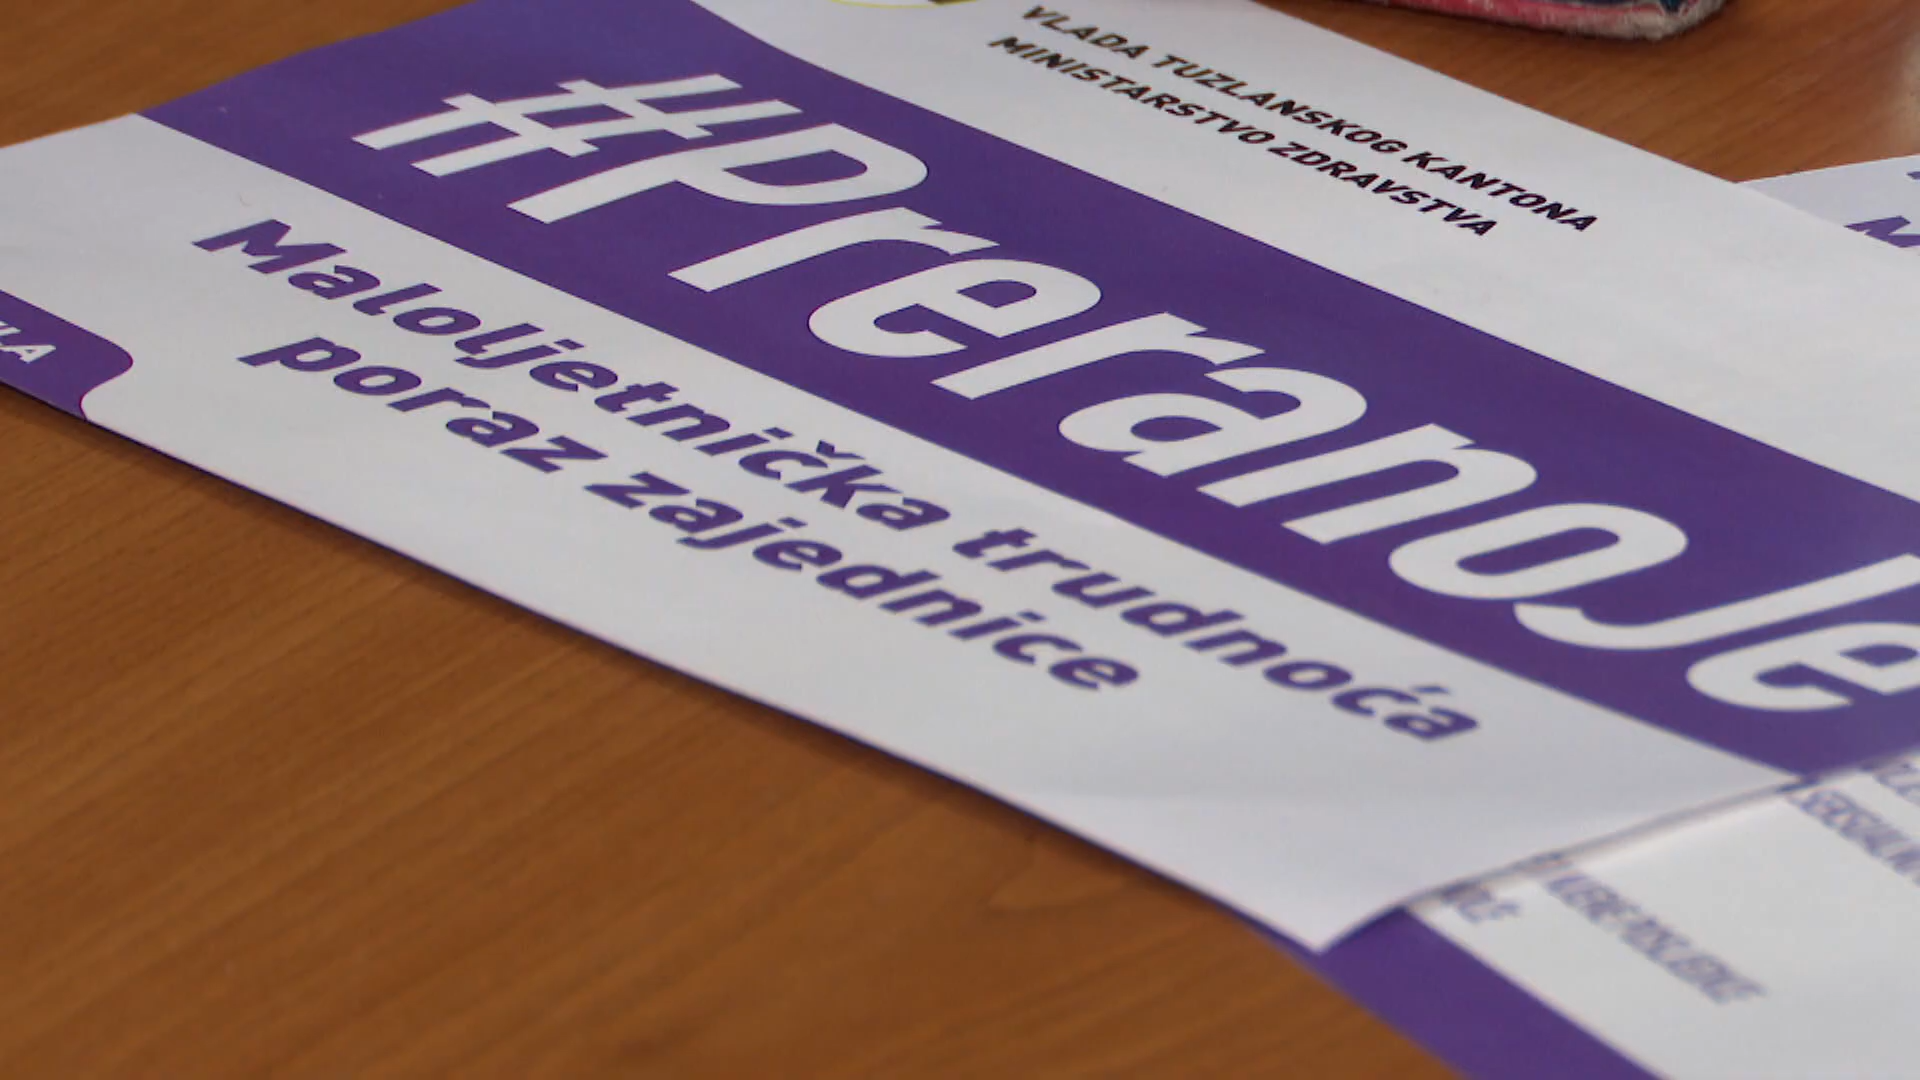 VLADA TUZLANSKOG KANTONA
MINISTARSTVO ZDRAVSTVA
#PreranoJe
Maloljetnička trudnoća
poraz zajednice